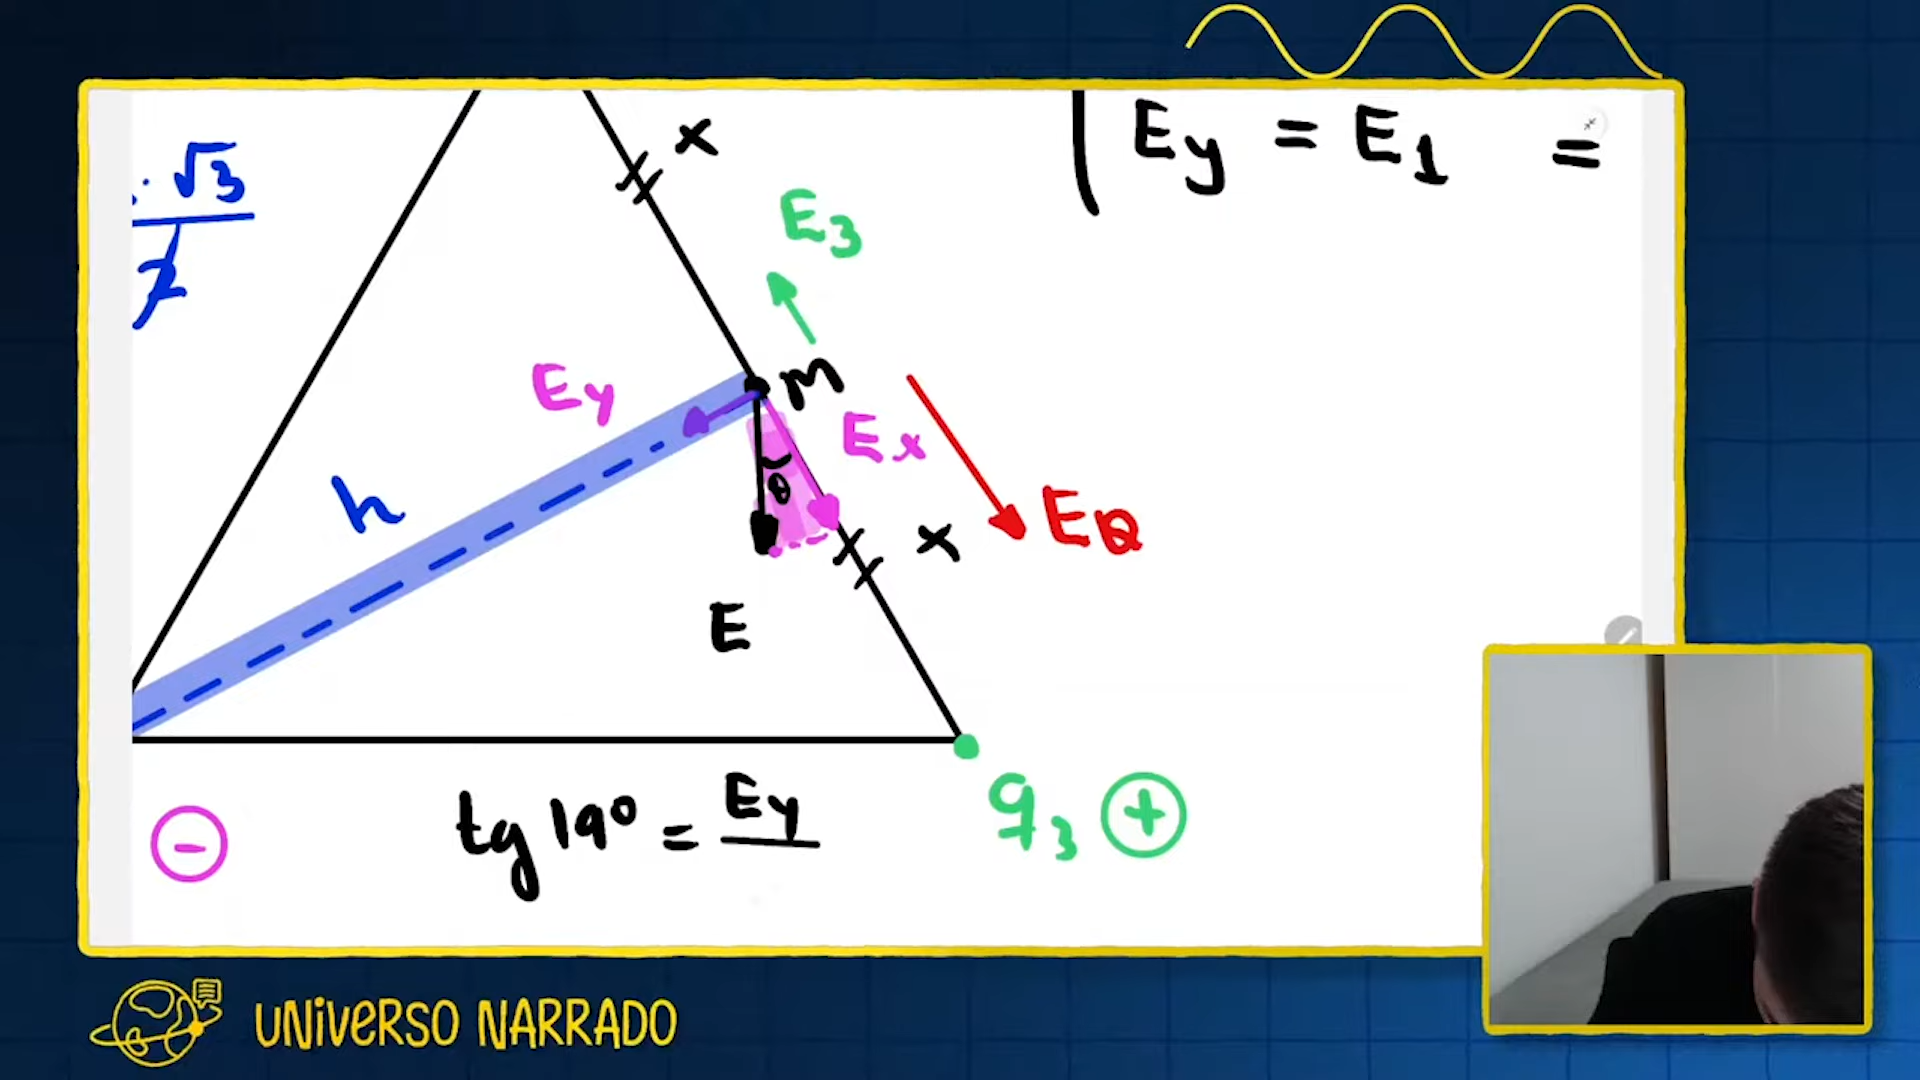 . √3
2
x
E3
Ey = E1 =
M
Ey
Ex
θ
h
EQ
x
E
tg 19° = Ey
q3 +
-
UNIVERSO NARRADO